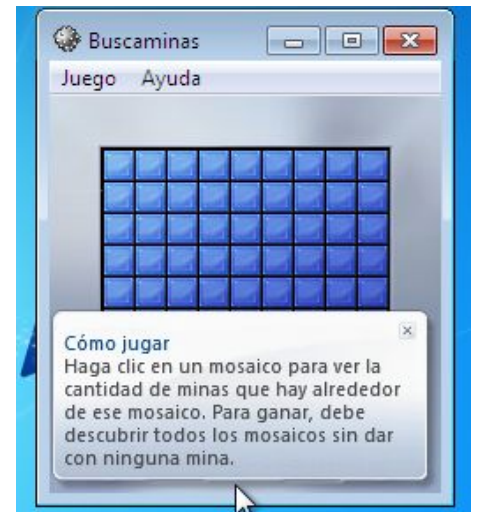 Buscaminas
Juego Ayuda
Cómo jugar
Haga clic en un mosaico para ver la
cantidad de minas que hay alrededor
de ese mosaico. Para ganar, debe
descubrir todos los mosaicos sin dar
con ninguna mina.